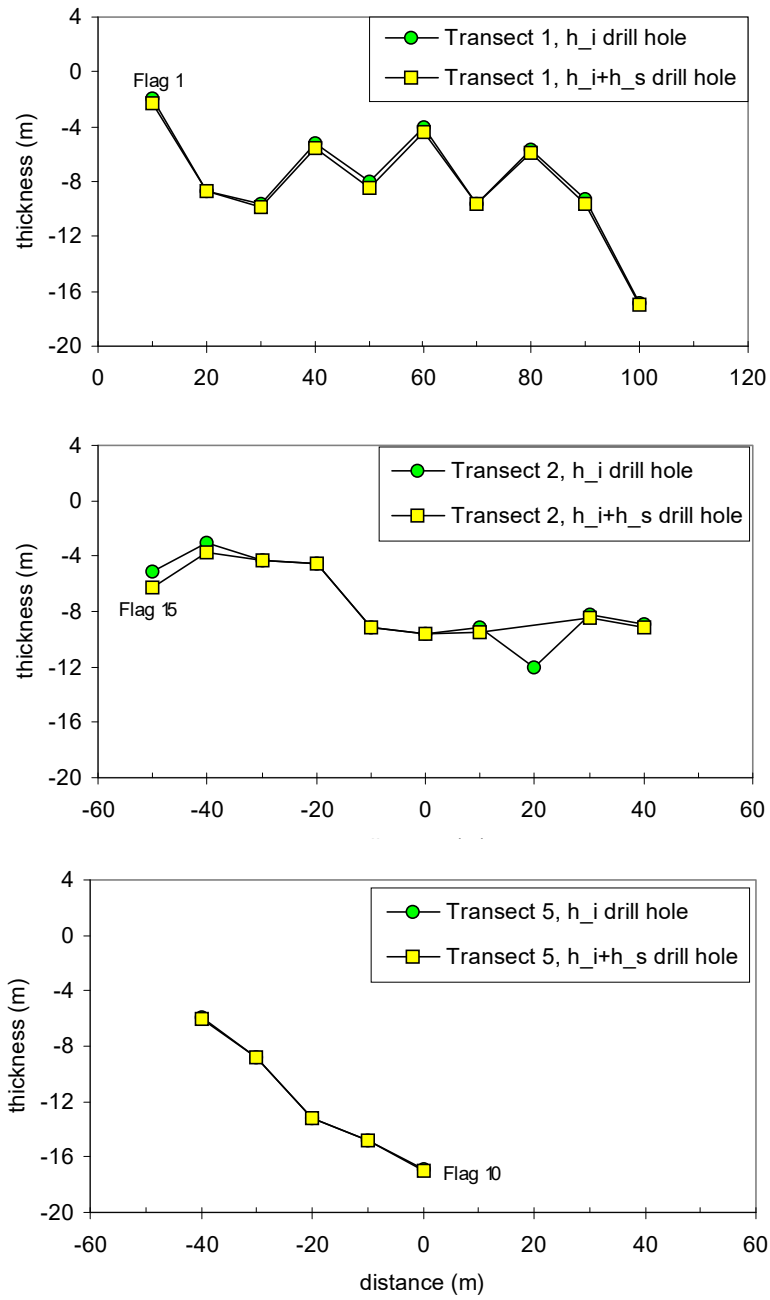 4
Transect 1, h_i drill hole
0
Flag 1
Transect 1, h_i+h_s drill hole
-4
-8
-12
-16
-20
thickness (m)
0 20 40 60 80 100 120
4
Transect 2, h_i drill hole
0
Transect 2, h_i+h_s drill hole
-4
Flag 15
-8
-12
-16
-20
thickness (m)
-60 -40 -20 0 20 40 60
4
Transect 5, h_i drill hole
0
Transect 5, h_i+h_s drill hole
-4
-8
-12
-16
Flag 10
-20
thickness (m)
-60 -40 -20 0 20 40 60
distance (m)